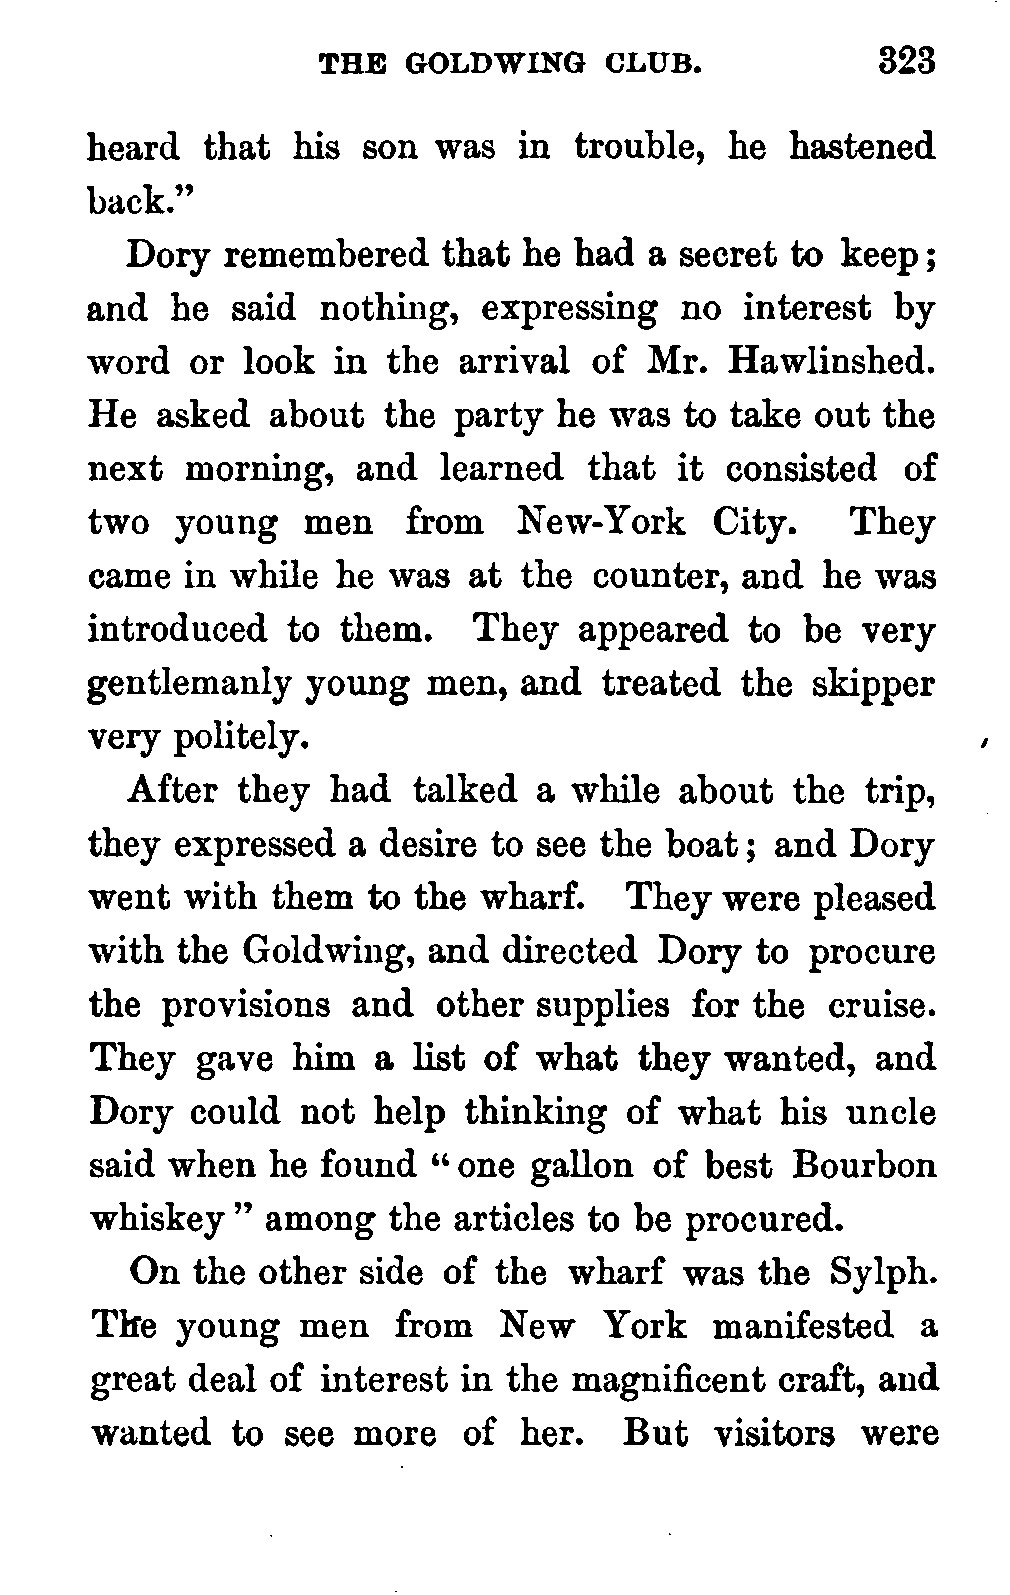 THE GOLDWING CLUB. 323
heard that his son was in trouble, he hastened
back.”
Dory remembered that he had a secret to keep;
and he said nothing, expressing no interest by
word or look in the arrival of Mr. Hawlinshed.
He asked about the party he was to take out the
next morning, and learned that it consisted of
two young men from New-York City. They
came in while he was at the counter, and he was
introduced to them. They appeared to be very
gentlemanly young men, and treated the skipper
very politely.
After they had talked a while about the trip,
they expressed a desire to see the boat; and Dory
went with them to the wharf. They were pleased
with the Goldwing, and directed Dory to procure
the provisions and other supplies for the cruise.
They gave him a list of what they wanted, and
Dory could not help thinking of what his uncle
said when he found “one gallon of best Bourbon
whiskey” among the articles to be procured.
On the other side of the wharf was the Sylph.
The young men from New York manifested a
great deal of interest in the magnificent craft, and
wanted to see more of her. But visitors were